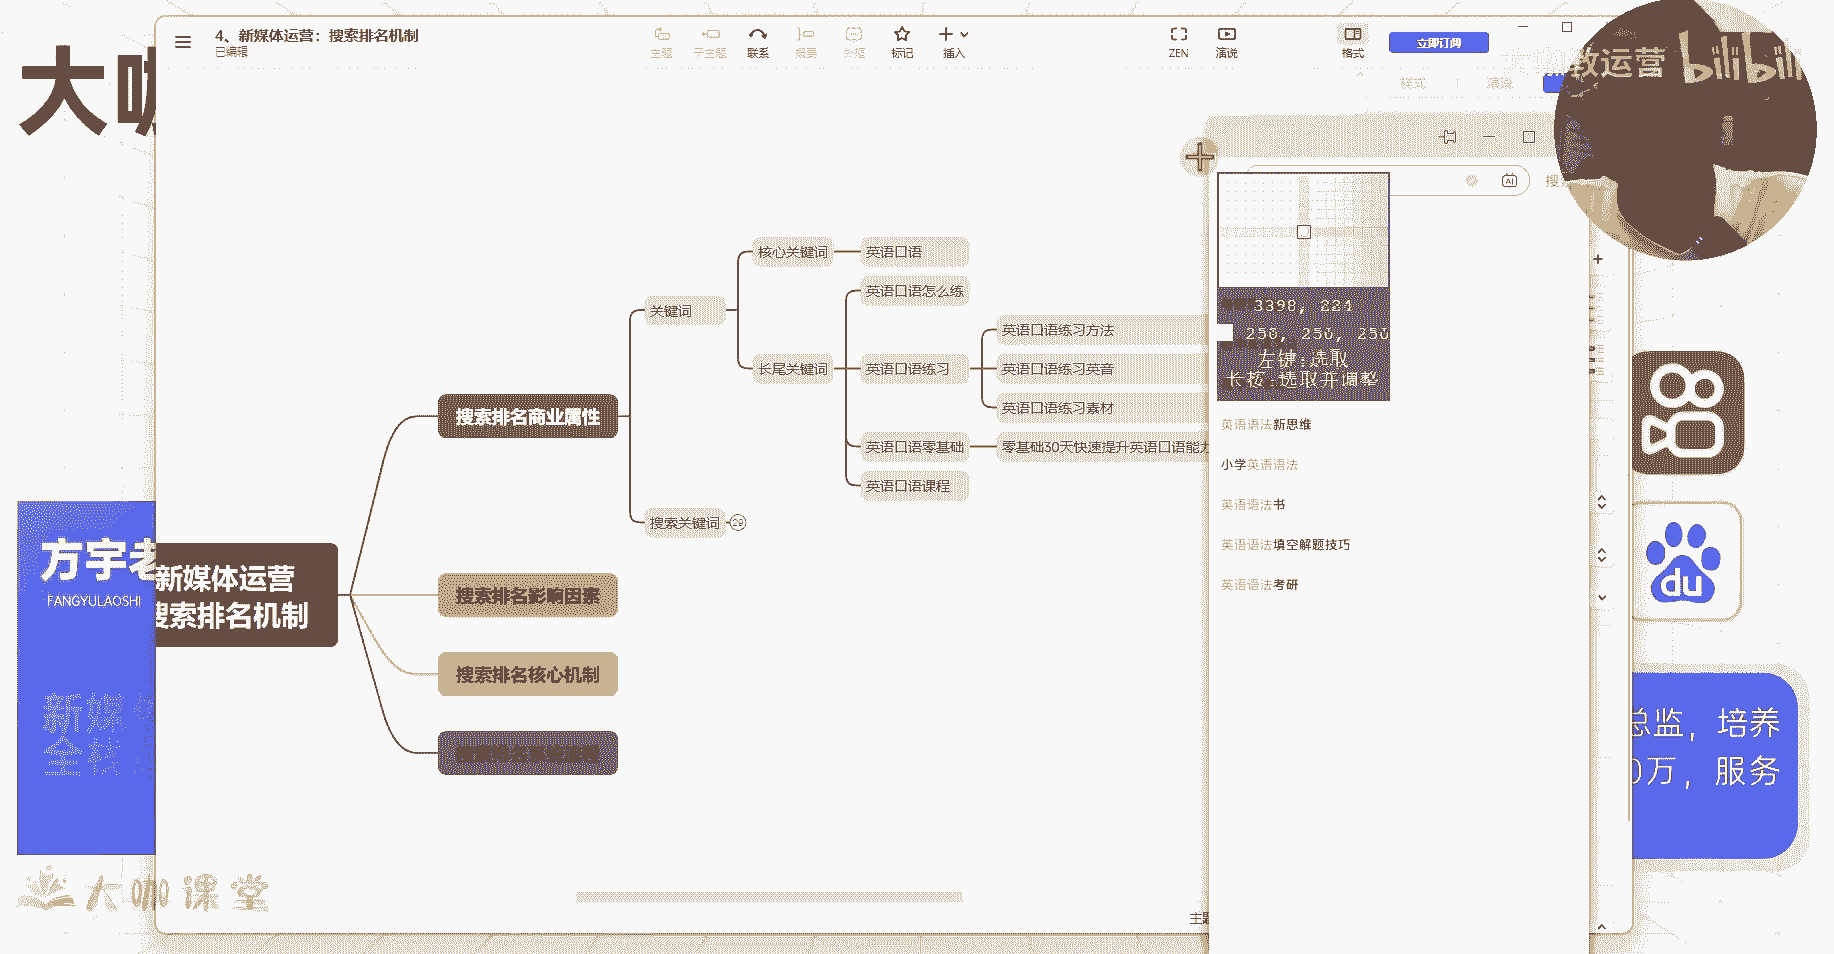 4、新媒体运营：搜索排名机制
已编辑
主题
子主题
联系
概要
外框
标记
插入
ZEN
演说
格式
立即订阅
样式
演说
教运营
bilibili
大咖
搜
AI
核心关键词
英语口语
英语口语怎么练
关键词
英语口语练习方法
长尾关键词
英语口语练习
英语口语练习英音
英语口语练习素材
搜索排名商业属性
英语口语零基础
零基础30天快速提升英语口语能力
英语口语课程
搜索关键词
29
3398, 224
250, 250, 250
左键:选取
长按:选取并调整
英语语法新思维
小学英语语法
英语语法书
英语语法填空解题技巧
英语语法考研
方宇老
FANGYULAOSHI
新媒体运营
搜索排名机制
搜索排名影响因素
搜索排名核心机制
du
新媒体
全栈
总监，培养
0万，服务
大咖课堂
主题